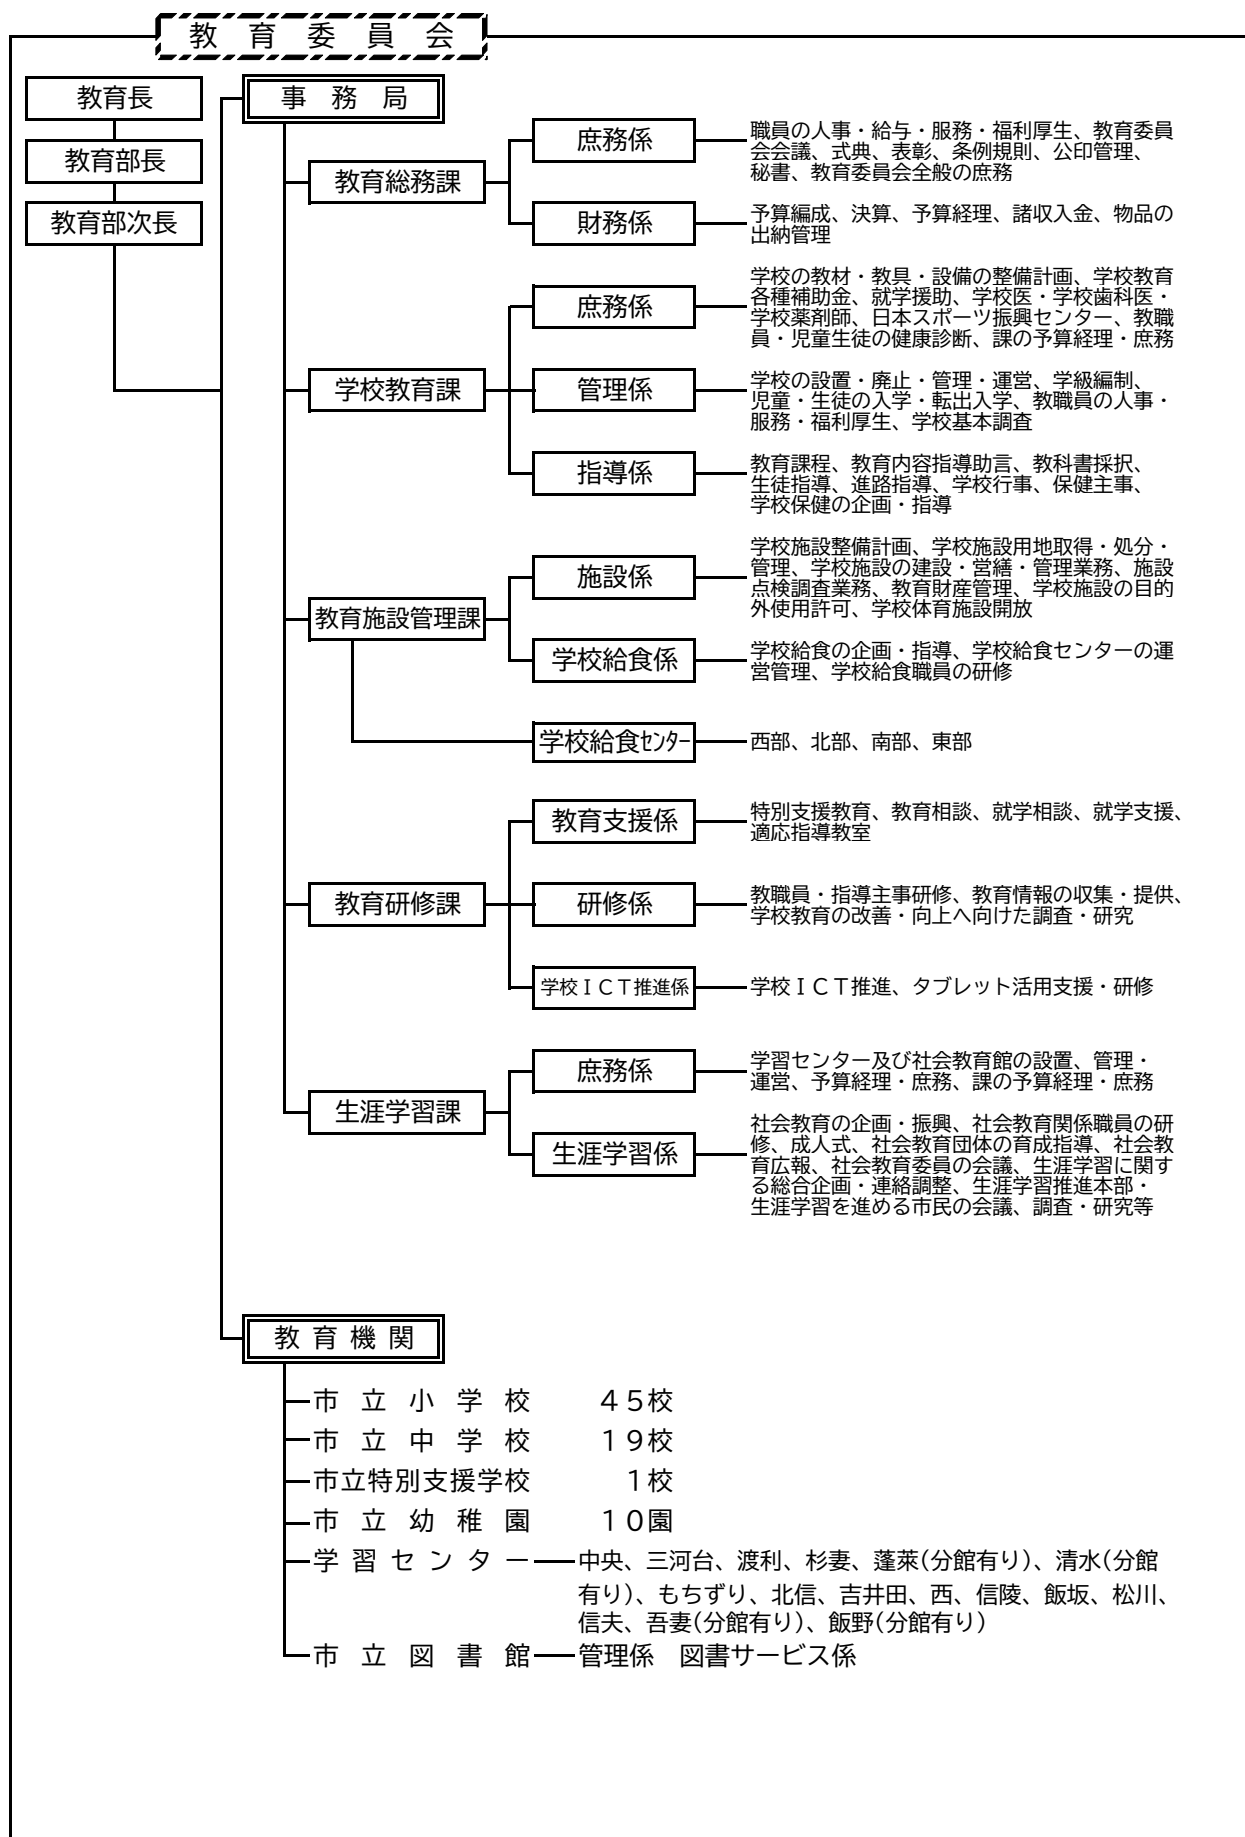 教育委員会
教育長
教育部長
教育部次長
事務局
教育総務課
庶務係
職員の人事・給与・服務・福利厚生、教育委員
会会議、式典、表彰、条例規則、公印管理、
秘書、教育委員会全般の庶務
財務係
予算編成、決算、予算経理、諸収入金、物品の
出納管理
学校教育課
庶務係
学校の教材・教具・設備の整備計画、学校教育
各種補助金、就学援助、学校医・学校歯科医・
学校薬剤師、日本スポーツ振興センター、教職
員・児童生徒の健康診断、課の予算経理・庶務
管理係
学校の設置・廃止・管理・運営、学級編制、
児童・生徒の入学・転出入学、教職員の人事・
服務・福利厚生、学校基本調査
指導係
教育課程、教育内容指導助言、教科書採択、
生徒指導、進路指導、学校行事、保健主事、
学校保健の企画・指導
教育施設管理課
施設係
学校施設整備計画、学校施設用地取得・処分・
管理、学校施設の建設・営繕・管理業務、施設
点検調査業務、教育財産管理、学校施設の目的
外使用許可、学校体育施設開放
学校給食係
学校給食の企画・指導、学校給食センターの運
営管理、学校給食職員の研修
学校給食ｾﾝﾀｰ
西部、北部、南部、東部
教育研修課
教育支援係
特別支援教育、教育相談、就学相談、就学支援、
適応指導教室
研修係
教職員・指導主事研修、教育情報の収集・提供、
学校教育の改善・向上へ向けた調査・研究
学校ＩＣＴ推進係
学校ＩＣＴ推進、タブレット活用支援・研修
生涯学習課
庶務係
学習センター及び社会教育館の設置、管理・
運営、予算経理・庶務、課の予算経理・庶務
生涯学習係
社会教育の企画・振興、社会教育関係職員の研
修、成人式、社会教育団体の育成指導、社会教
育広報、社会教育委員の会議、生涯学習に関す
る総合企画・連絡調整、生涯学習推進本部・
生涯学習を進める市民の会議、調査・研究等
教育機関
市立小学校 ４５校
市立中学校 １９校
市立特別支援学校 １校
市立幼稚園 １０園
学習センター 中央、三河台、渡利、杉妻、蓬萊(分館有り)、清水(分館
有り)、もちずり、北信、吉井田、西、信陵、飯坂、松川、
信夫、吾妻(分館有り)、飯野(分館有り)
市立図書館 管理係　図書サービス係